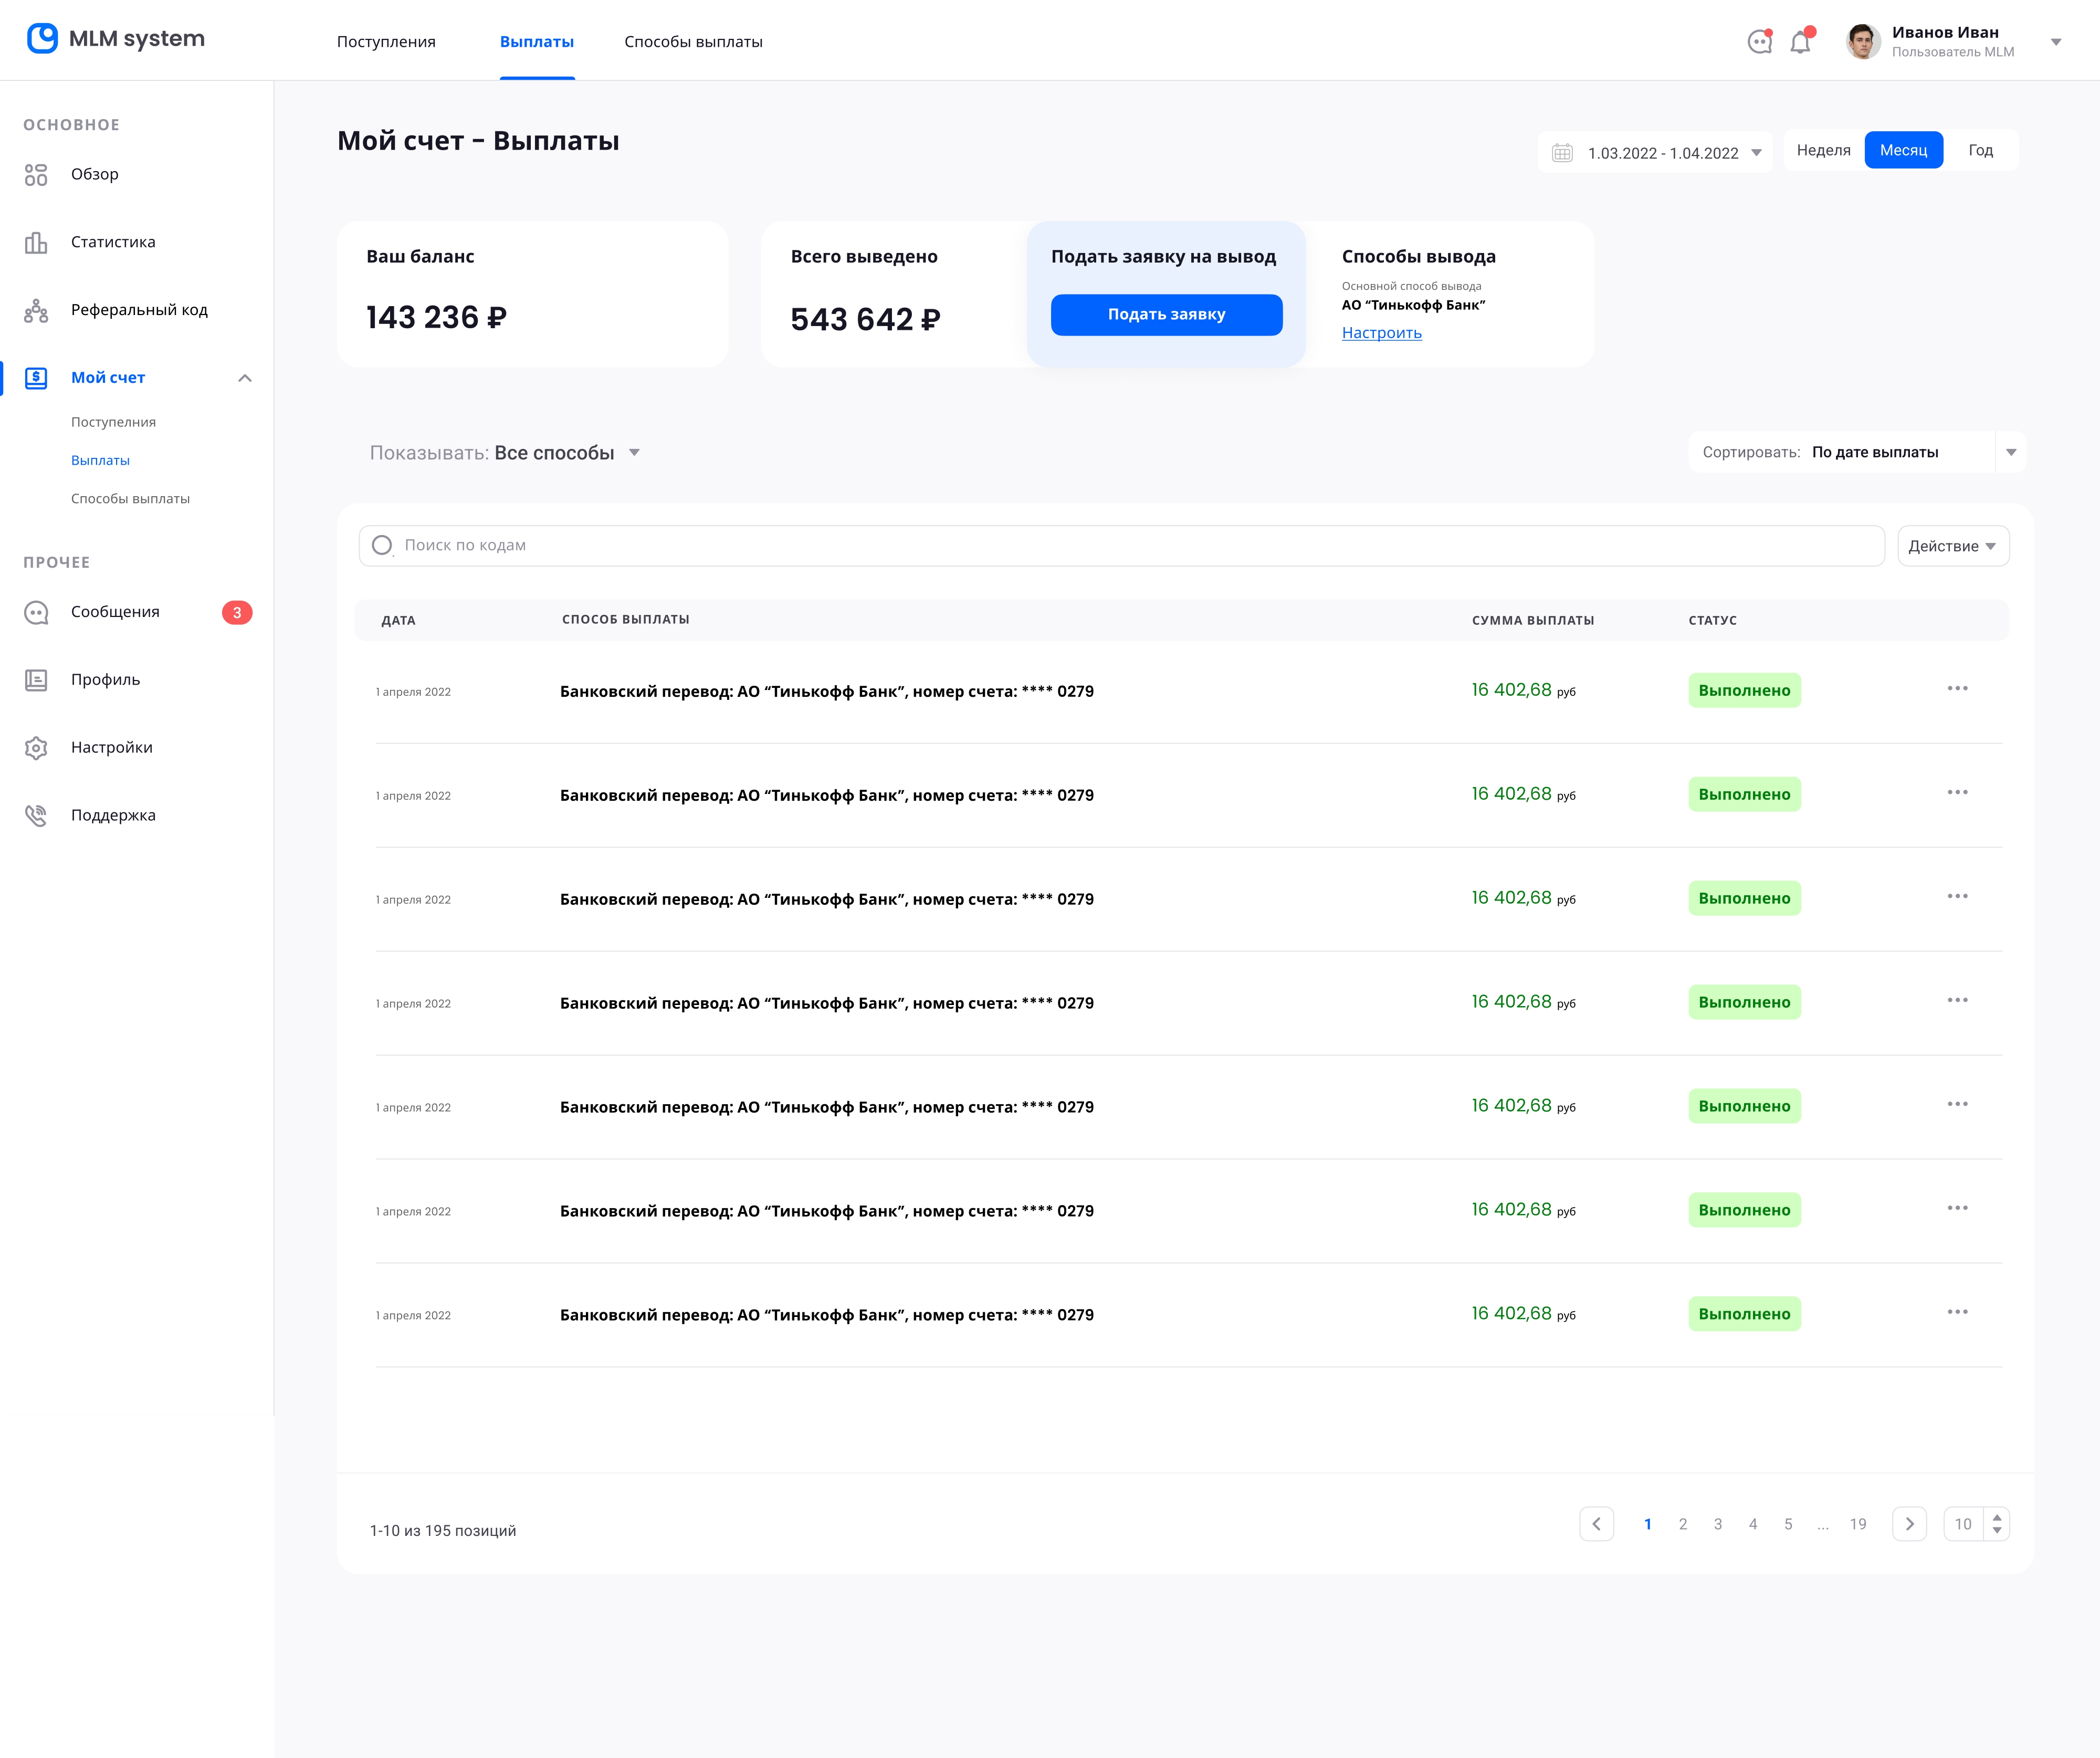 MLM system
Поступления
Выплаты
Способы выплаты
Иванов Иван
Пользователь MLM
ОСНОВНОЕ
Обзор
Статистика
Реферальный код
Мой счет
Поступелния
Выплаты
Способы выплаты
ПРОЧЕЕ
Сообщения 3
Профиль
Настройки
Поддержка
Мой счет – Выплаты
1.03.2022 - 1.04.2022
Неделя Месяц Год
Ваш баланс
143 236 ₽
Всего выведено
543 642 ₽
Подать заявку на вывод
Подать заявку
Способы вывода
Основной способ вывода
АО “Тинькофф Банк”
Настроить
Показывать: Все способы
Сортировать: По дате выплаты
Поиск по кодам
Действие
ДАТА СПОСОБ ВЫПЛАТЫ СУММА ВЫПЛАТЫ СТАТУС
1 апреля 2022 Банковский перевод: АО “Тинькофф Банк”, номер счета: **** 0279 16 402,68 руб Выполнено
1 апреля 2022 Банковский перевод: АО “Тинькофф Банк”, номер счета: **** 0279 16 402,68 руб Выполнено
1 апреля 2022 Банковский перевод: АО “Тинькофф Банк”, номер счета: **** 0279 16 402,68 руб Выполнено
1 апреля 2022 Банковский перевод: АО “Тинькофф Банк”, номер счета: **** 0279 16 402,68 руб Выполнено
1 апреля 2022 Банковский перевод: АО “Тинькофф Банк”, номер счета: **** 0279 16 402,68 руб Выполнено
1 апреля 2022 Банковский перевод: АО “Тинькофф Банк”, номер счета: **** 0279 16 402,68 руб Выполнено
1 апреля 2022 Банковский перевод: АО “Тинькофф Банк”, номер счета: **** 0279 16 402,68 руб Выполнено
1-10 из 195 позиций
1 2 3 4 5 ... 19
10